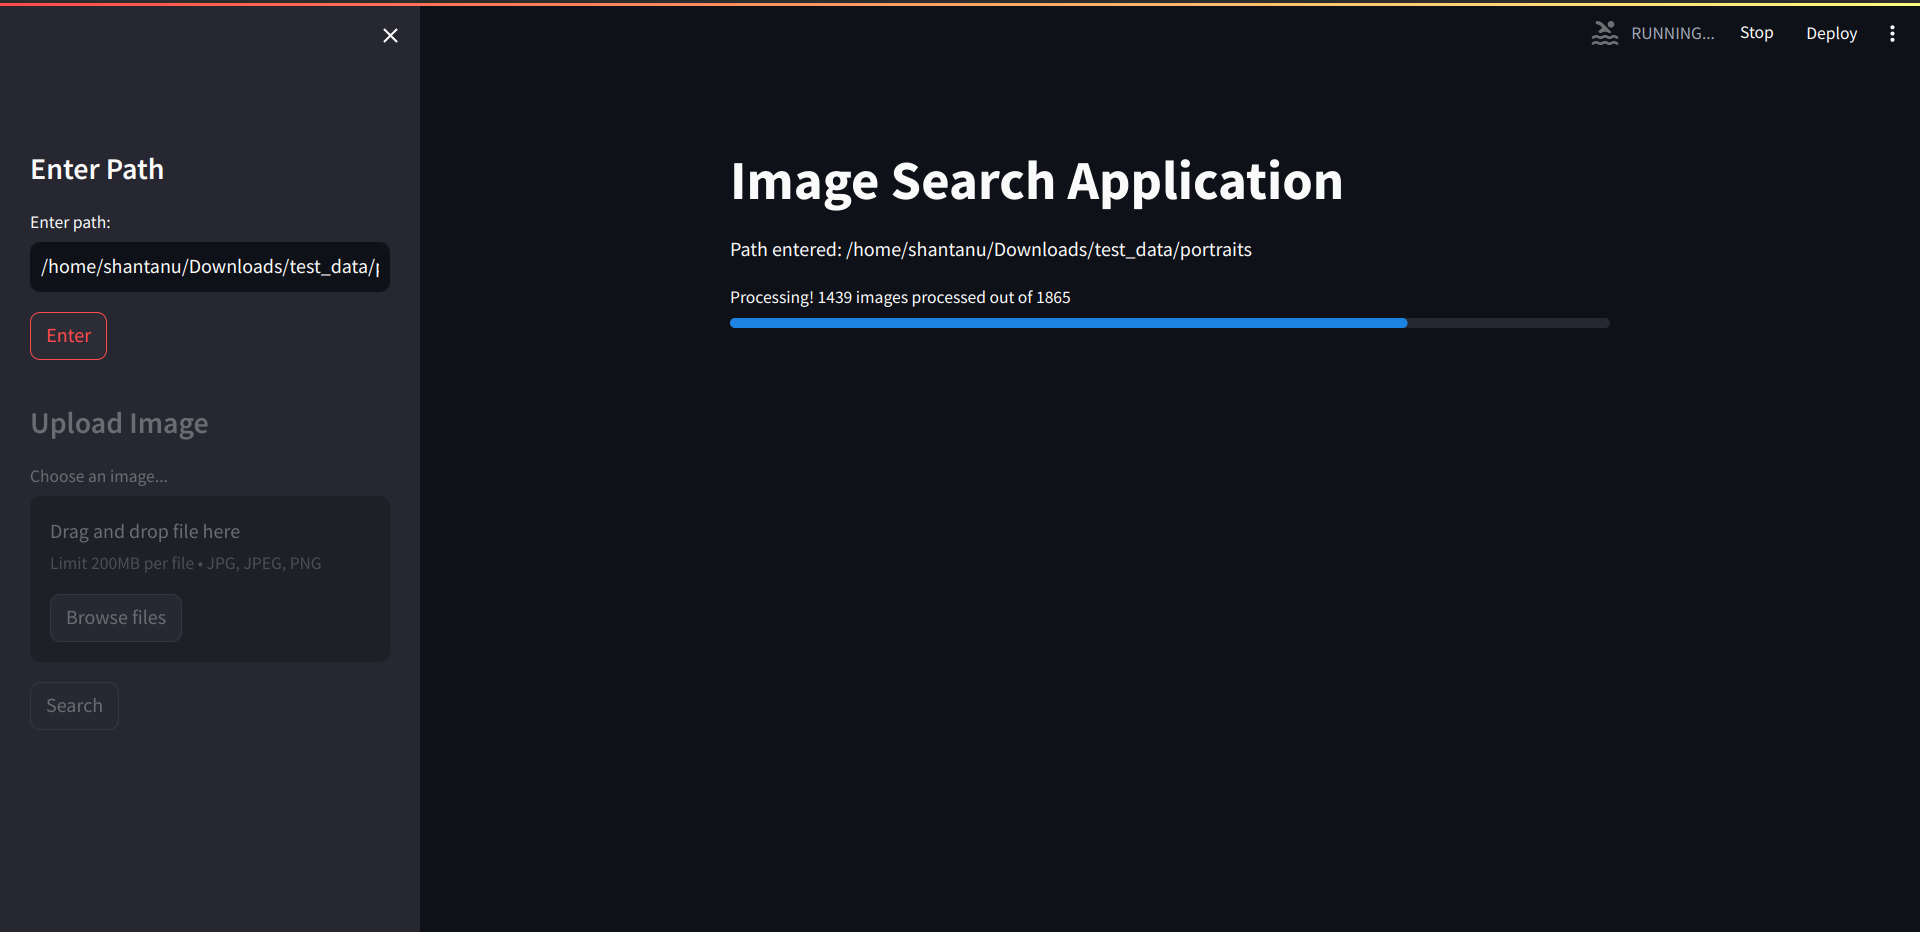 RUNNING...
Stop
Deploy
Enter Path
Enter path:
/home/shantanu/Downloads/test_data/
Enter
Upload Image
Choose an image...
Drag and drop file here
Limit 200MB per file • JPG, JPEG, PNG
Browse files
Search
Image Search Application
Path entered: /home/shantanu/Downloads/test_data/portraits
Processing! 1439 images processed out of 1865